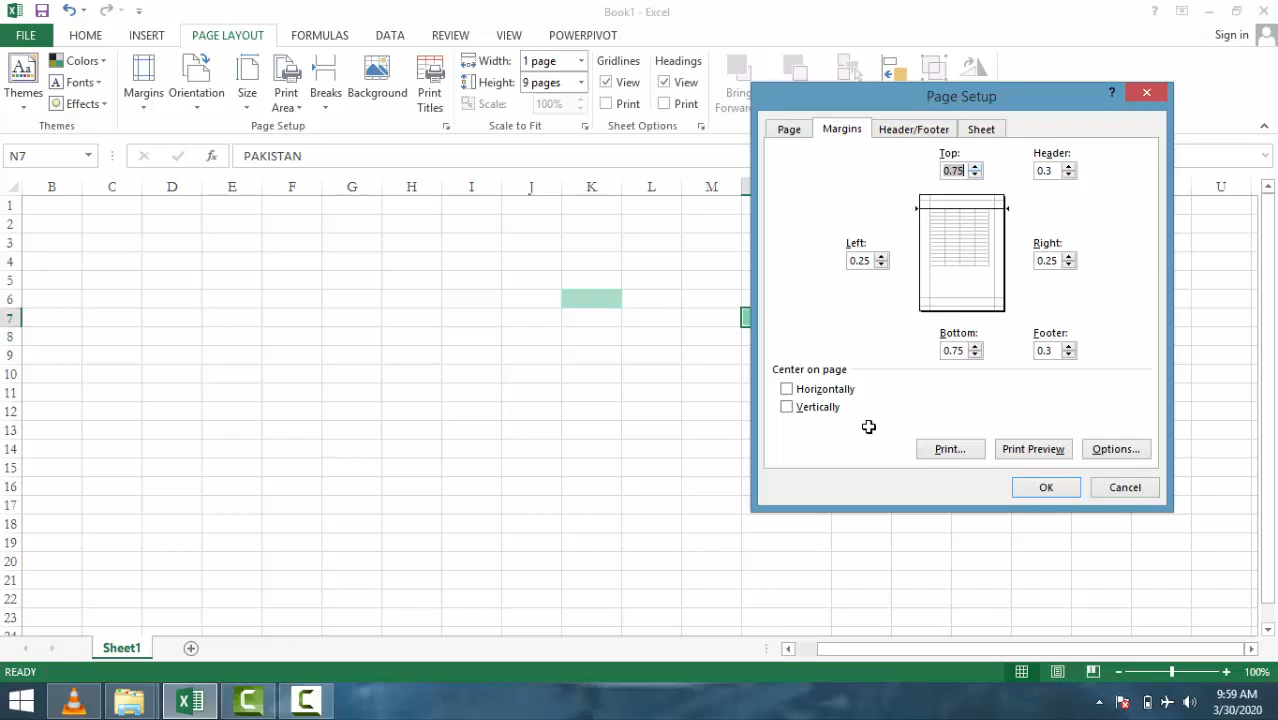 Book1 - Excel
FILE HOME INSERT PAGE LAYOUT FORMULAS DATA REVIEW VIEW POWERPIVOT Sign in
Themes Colors Fonts Effects Margins Orientation Size Print Area Breaks Background Print Titles
Width: 1 page
Height: 9 pages
Scale: 100%
Gridlines Headings
View View
Print Print
Bring
Forward
Themes Page Setup Scale to Fit Sheet Options
N7 fx PAKISTAN
B C D E F G H I J K L M U
1
2
3
4
5
6
7
8
9
10
11
12
13
14
15
16
17
18
19
20
21
22
23
24
Page Setup
?
Page Margins Header/Footer Sheet
Top: Header:
0.75 0.3
Left: Right:
0.25 0.25
Bottom: Footer:
0.75 0.3
Center on page
Horizontally
Vertically
Print... Print Preview Options...
OK Cancel
Sheet1
READY 100%
9:59 AM
3/30/2020